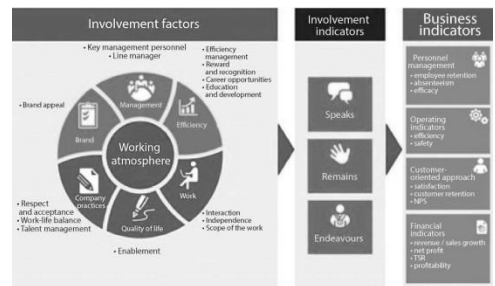 Involvement factors
• Key management personnel
• Line manager
• Efficiency
management
• Reward
and recognition
• Career opportunities
• Education
and development
• Brand appeal
Management
Efficiency
Brand
Working
atmosphere
Company
practices
Work
Quality of life
• Respect
and acceptance
• Work-life balance
• Talent management
• Interaction
• Independence
• Scope of the work
• Enablement
Involvement
indicators
Speaks
Remains
Endeavours
Business
indicators
Personnel
management
• employee retention
• absenteeism
• efficacy
Operating
indicators
• efficiency
• safety
Customer-
oriented approach
• satisfaction
• customer retention
• NPS
Financial
Indicators
• revenue / sales growth
• net profit
• TSR
• profitability